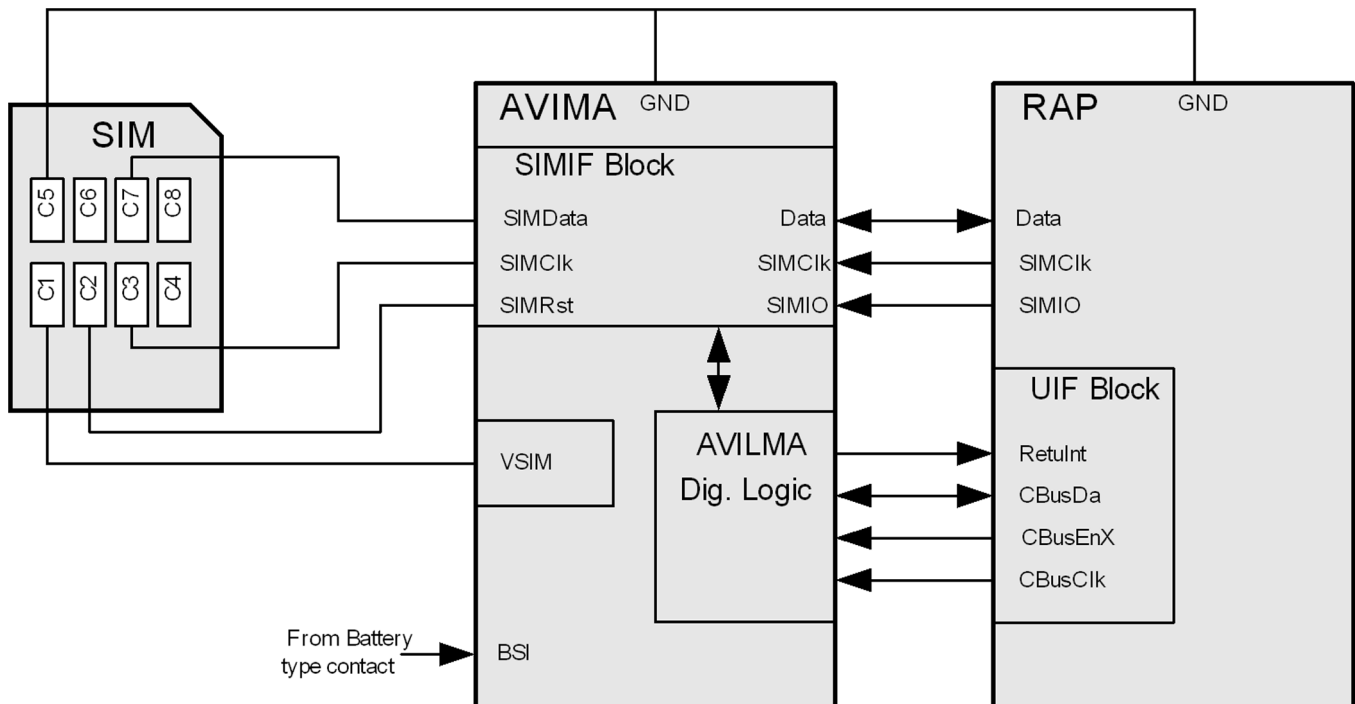 SIM
C5
C6
C7
C8
C1
C2
C3
C4
AVIMA
GND
SIMIF Block
SIMData
Data
SIMClk
SIMClk
SIMRst
SIMIO
VSIM
AVILMA
Dig. Logic
From Battery
type contact
BSI
RAP
GND
Data
SIMClk
SIMIO
UIF Block
RetuInt
CBusDa
CBusEnX
CBusClk